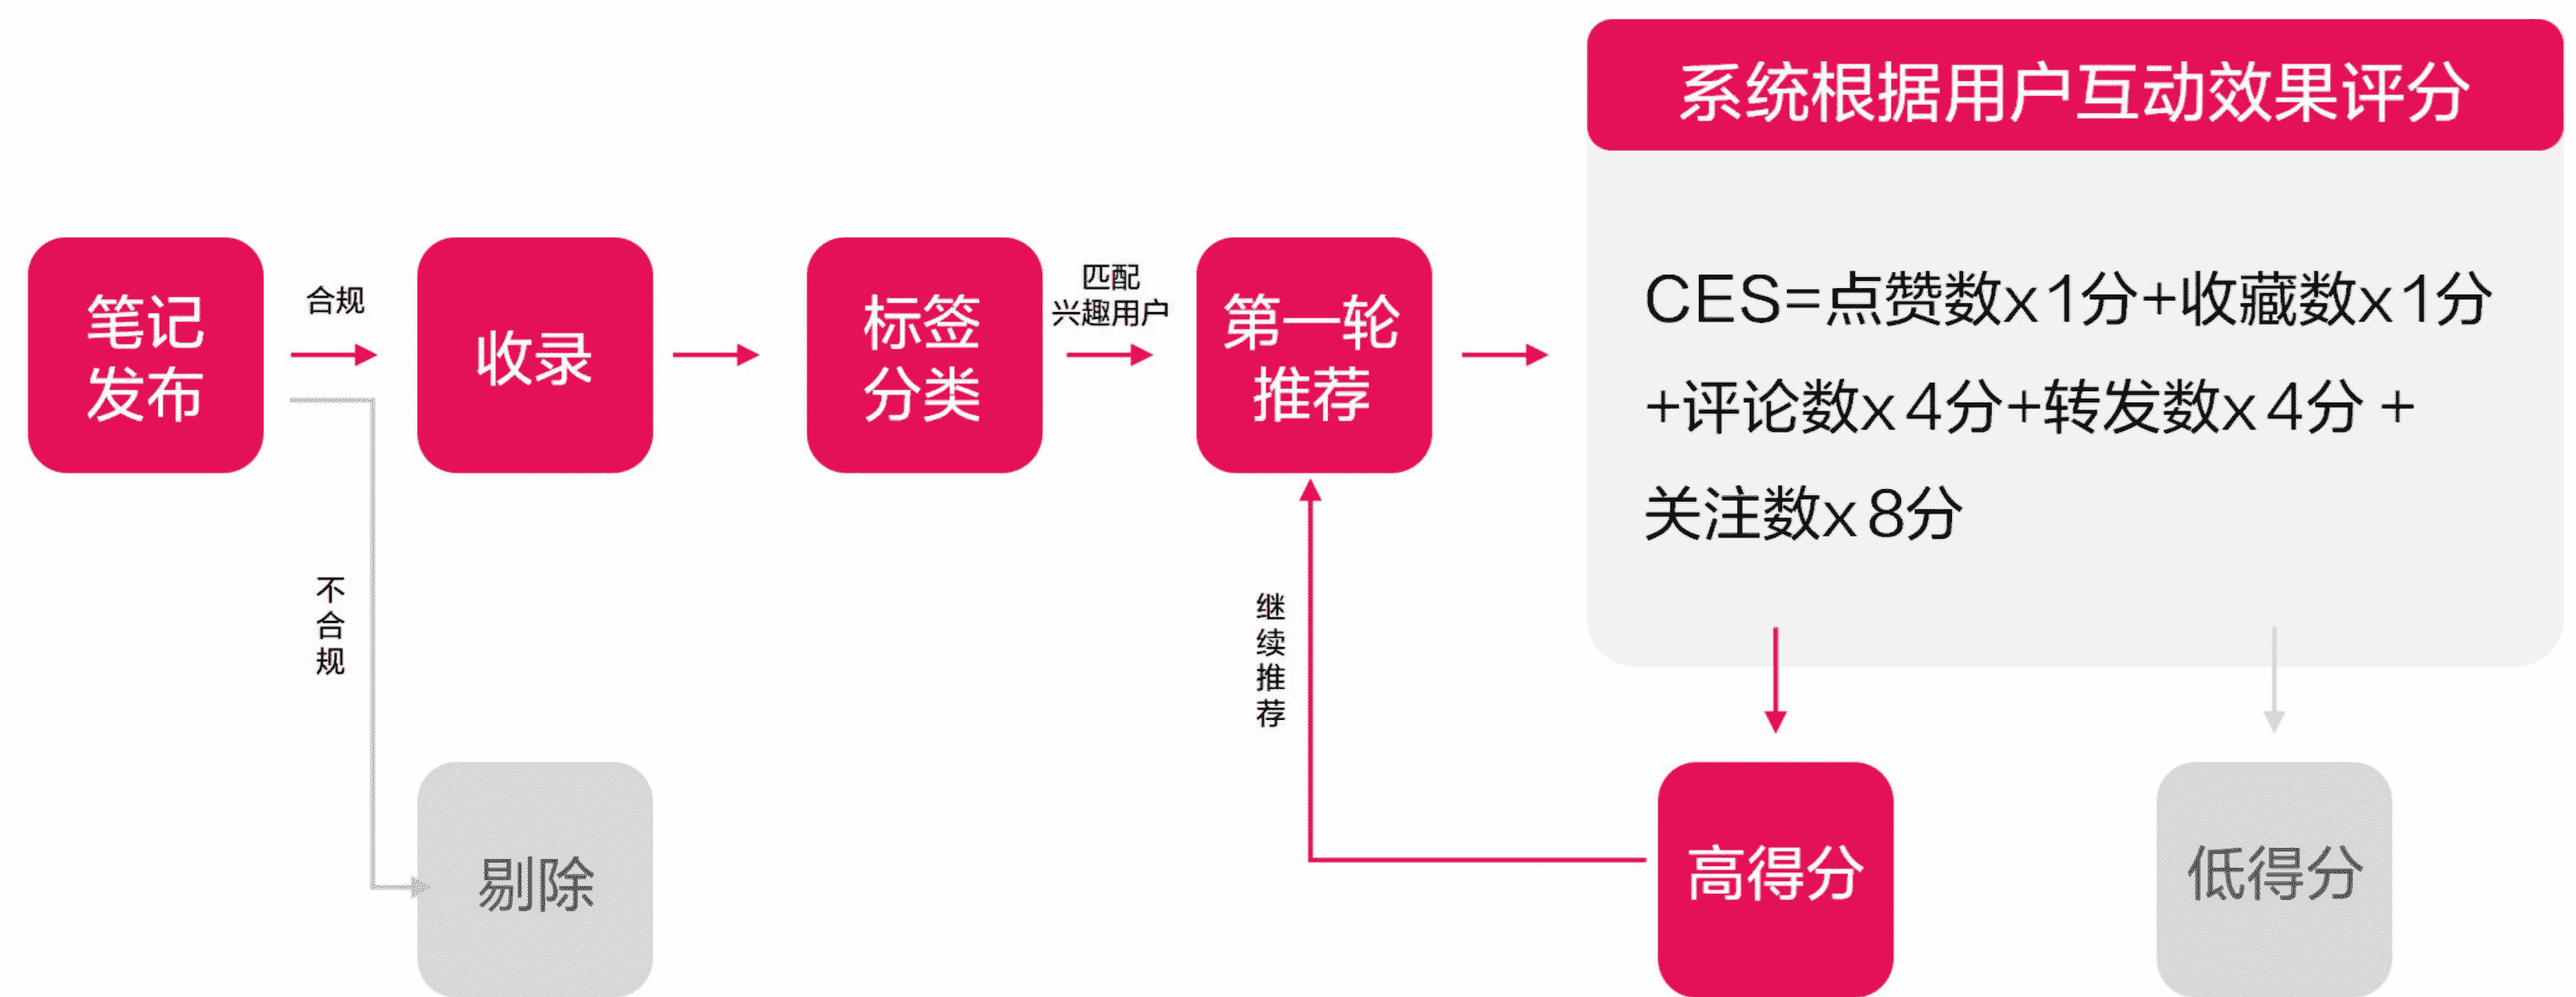 系统根据用户互动效果评分
笔记
发布
合规
收录
标签
分类
匹配
兴趣用户
第一轮
推荐
CES=点赞数x1分+收藏数x1分
+评论数x4分+转发数x4分 +
关注数x8分
不合规
继续推荐
剔除
高得分
低得分